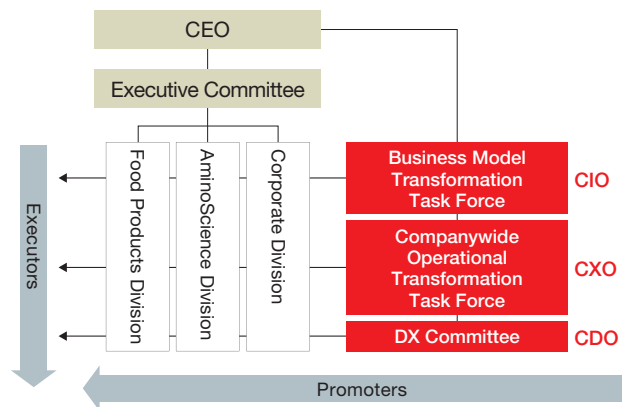 CEO
Executive Committee
Executors
Food Products Division
AminoScience Division
Corporate Division
Business Model
Transformation
Task Force
CIO
Companywide
Operational
Transformation
Task Force
CXO
DX Committee
CDO
Promoters